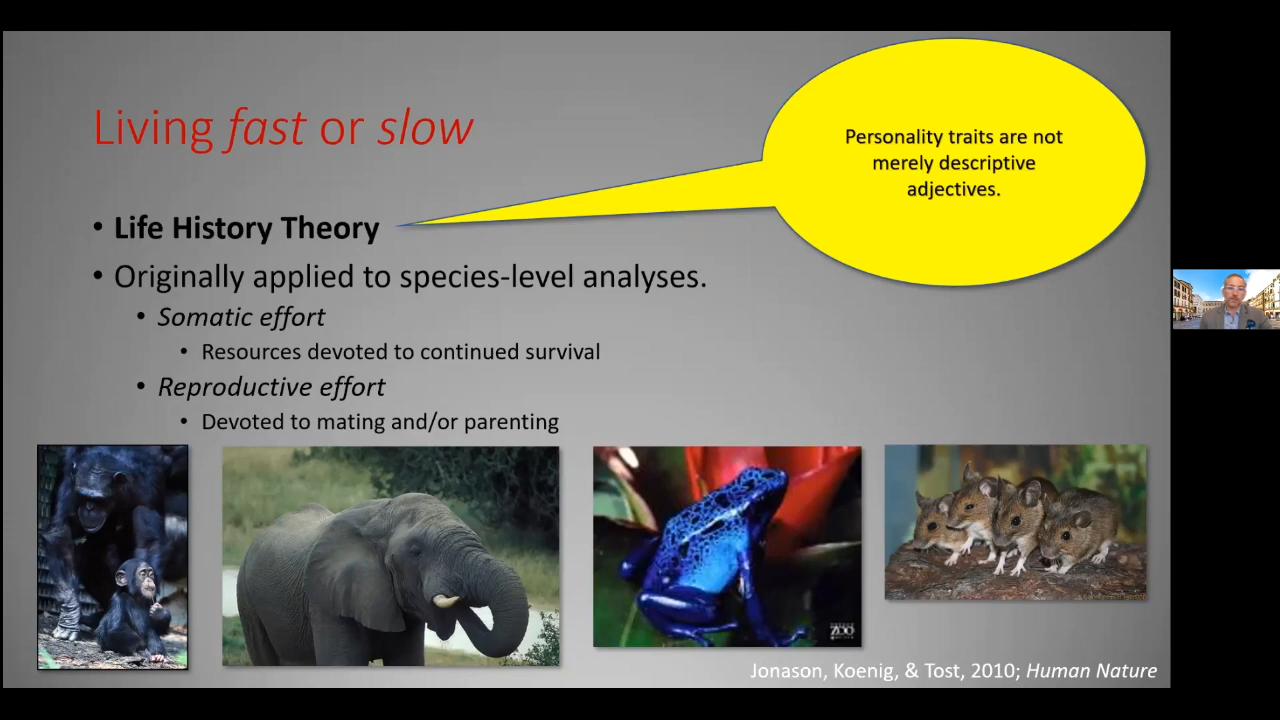 Living fast or slow
Personality traits are not
merely descriptive
adjectives.
• Life History Theory
• Originally applied to species-level analyses.
• Somatic effort
• Resources devoted to continued survival
• Reproductive effort
• Devoted to mating and/or parenting
ZOO
Jonason, Koenig, & Tost, 2010; Human Nature